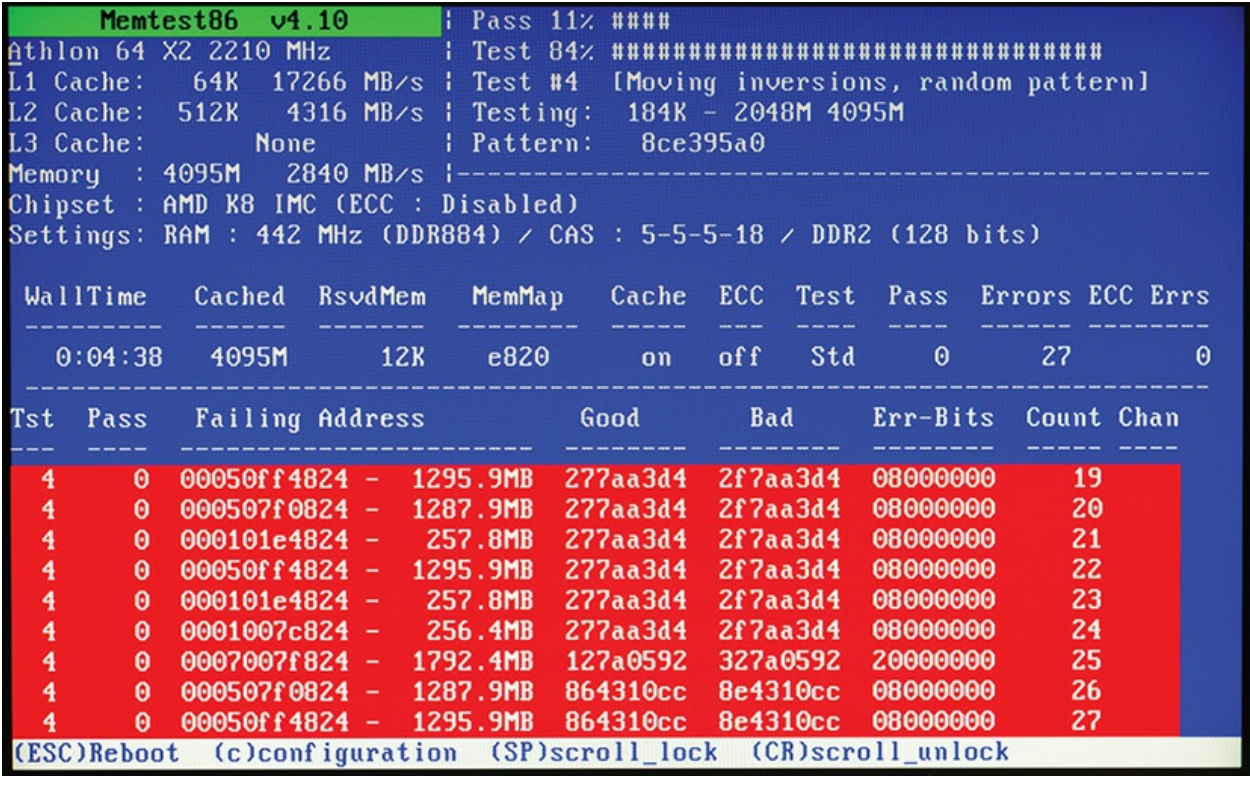 Memtest86 v4.10 | Pass 11% ####
Athlon 64 X2 2210 MHz | Test 84% ################################
L1 Cache: 64K 17266 MB/s | Test #4 [Moving inversions, random pattern]
L2 Cache: 512K 4316 MB/s | Testing: 184K - 2048M 4095M
L3 Cache: None | Pattern: 8ce395a0
Memory : 4095M 2840 MB/s |-------------------------------------------------
Chipset : AMD K8 IMC (ECC : Disabled)
Settings: RAM : 442 MHz (DDR884) / CAS : 5-5-5-18 / DDR2 (128 bits)
WallTime Cached RsvdMem MemMap Cache ECC Test Pass Errors ECC Errs
--------- ------ ------- -------- ----- --- ---- ---- ------ --------
0:04:38 4095M 12K e820 on off Std 0 27 0
-----------------------------------------------------------------------------
Tst Pass Failing Address Good Bad Err-Bits Count Chan
--- ---- ----------------------- -------- -------- -------- ----- ----
4 0 00050ff4824 - 1295.9MB 277aa3d4 2f7aa3d4 08000000 19
4 0 000507f0824 - 1287.9MB 277aa3d4 2f7aa3d4 08000000 20
4 0 000101e4824 - 257.8MB 277aa3d4 2f7aa3d4 08000000 21
4 0 00050ff4824 - 1295.9MB 277aa3d4 2f7aa3d4 08000000 22
4 0 000101e4824 - 257.8MB 277aa3d4 2f7aa3d4 08000000 23
4 0 0001007c824 - 256.4MB 277aa3d4 2f7aa3d4 08000000 24
4 0 0007007f824 - 1792.4MB 127a0592 327a0592 20000000 25
4 0 000507f0824 - 1287.9MB 864310cc 8e4310cc 08000000 26
4 0 00050ff4824 - 1295.9MB 864310cc 8e4310cc 08000000 27
(ESC)Reboot (c)configuration (SP)scroll_lock (CR)scroll_unlock